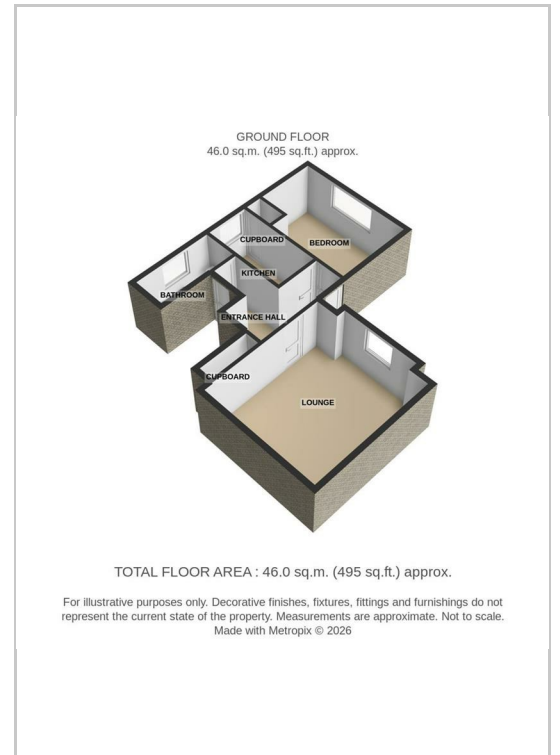 GROUND FLOOR
46.0 sq.m. (495 sq.ft.) approx.
CUPBOARD
BEDROOM
KITCHEN
BATHROOM
ENTRANCE HALL
CUPBOARD
LOUNGE
TOTAL FLOOR AREA : 46.0 sq.m. (495 sq.ft.) approx.
For illustrative purposes only. Decorative finishes, fixtures, fittings and furnishings do not
represent the current state of the property. Measurements are approximate. Not to scale.
Made with Metropix © 2026